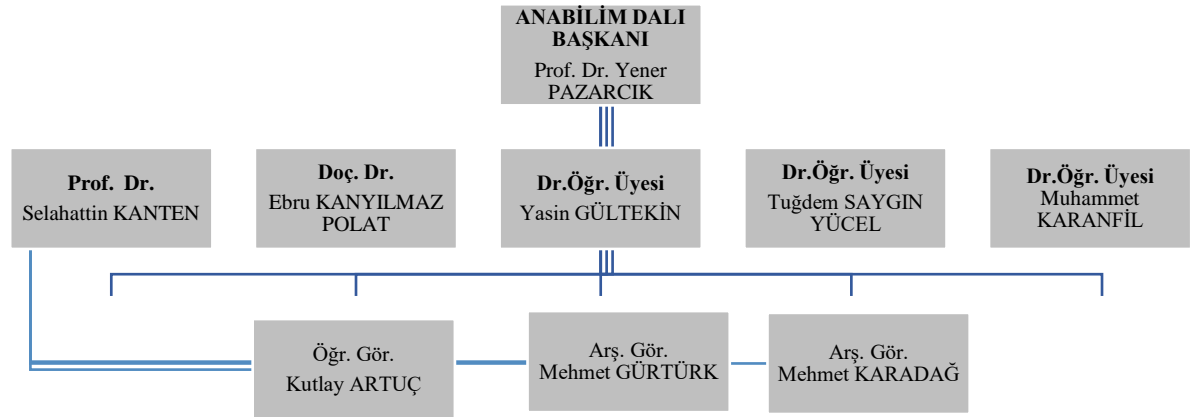 ANABİLİM DALI
BAŞKANI
Prof. Dr. Yener
PAZARCIK
Prof. Dr.
Selahattin KANTEN
Doç. Dr.
Ebru KANYILMAZ
POLAT
Dr.Öğr. Üyesi
Yasin GÜLTEKİN
Dr.Öğr. Üyesi
Tuğdem SAYGIN
YÜCEL
Dr.Öğr. Üyesi
Muhammet
KARANFİL
Öğr. Gör.
Kutlay ARTUÇ
Arş. Gör.
Mehmet GÜRTÜRK
Arş. Gör.
Mehmet KARADAĞ